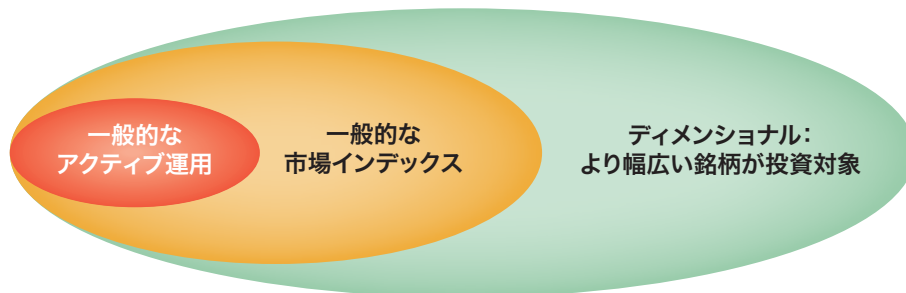 一般的な
アクティブ運用
一般的な
市場インデックス
ディメンショナル：
より幅広い銘柄が投資対象